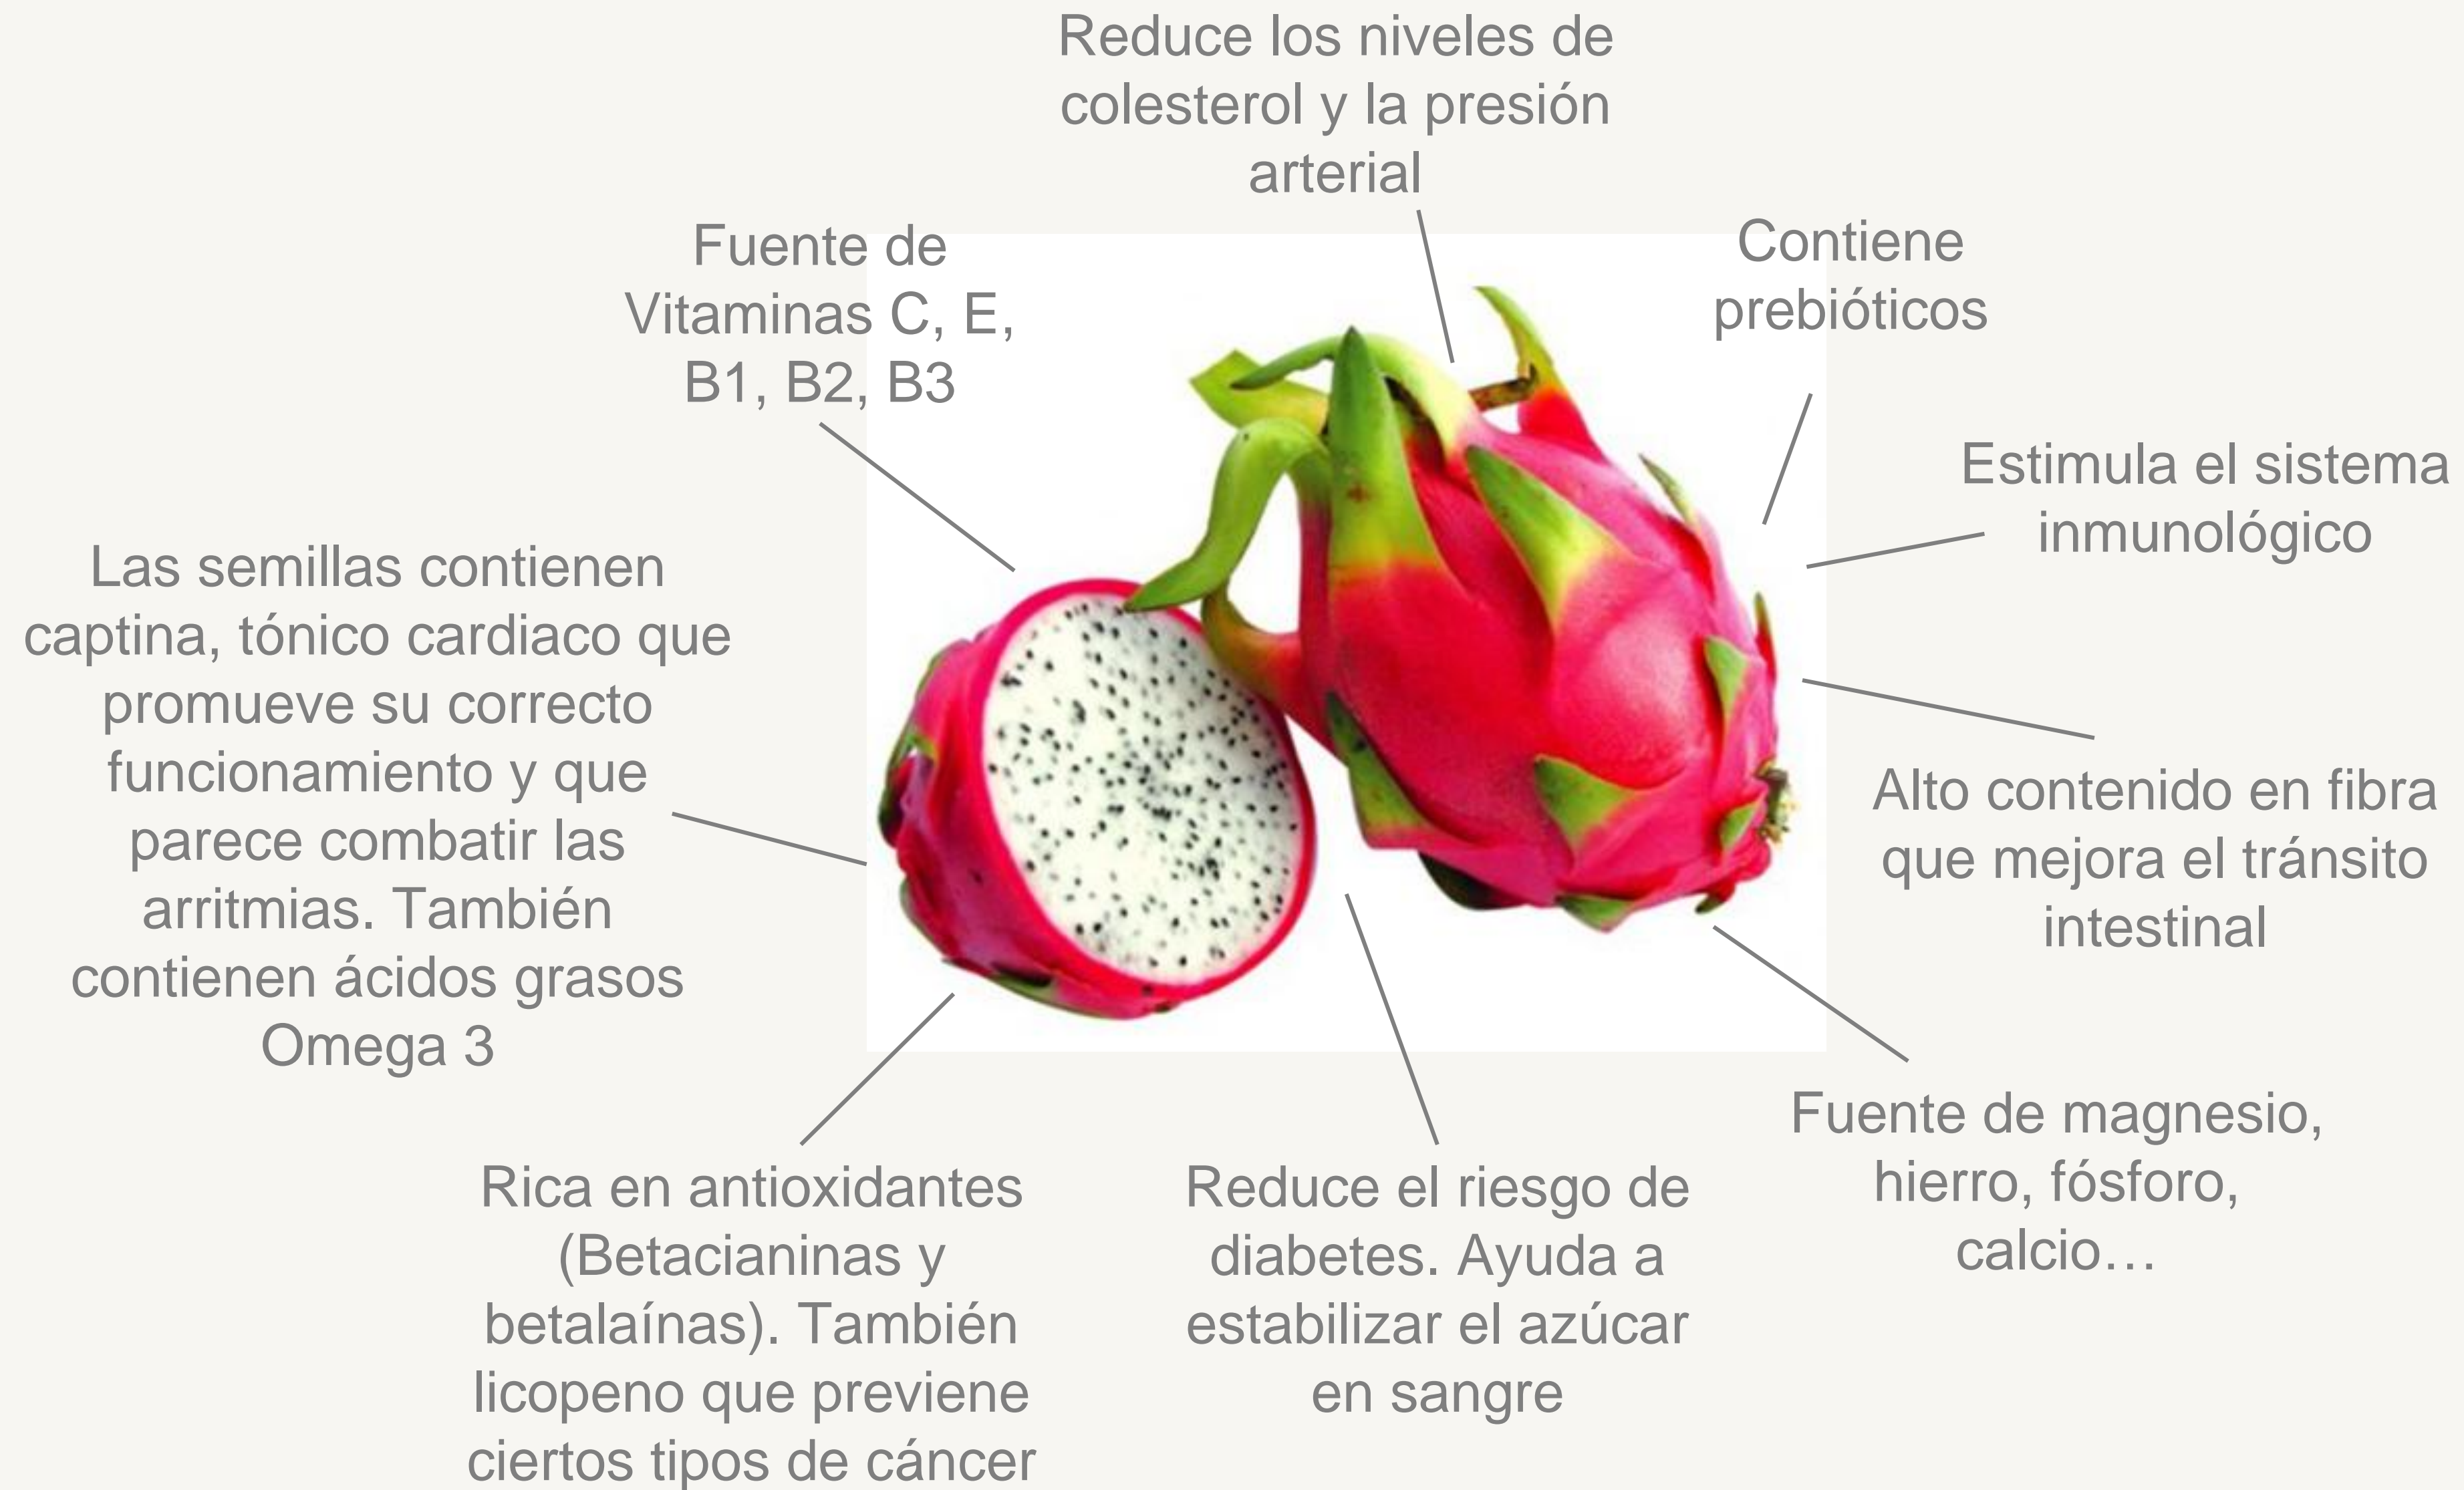 Reduce los niveles de
colesterol y la presión
arterial
Fuente de
Vitaminas C, E,
B1, B2, B3
Contiene
prebióticos
Estimula el sistema
inmunológico
Las semillas contienen
captina, tónico cardiaco que
promueve su correcto
funcionamiento y que
parece combatir las
arritmias. También
contienen ácidos grasos
Omega 3
Alto contenido en fibra
que mejora el tránsito
intestinal
Fuente de magnesio,
hierro, fósforo,
calcio…
Rica en antioxidantes
(Betacianinas y
betalaínas). También
licopeno que previene
ciertos tipos de cáncer
Reduce el riesgo de
diabetes. Ayuda a
estabilizar el azúcar
en sangre